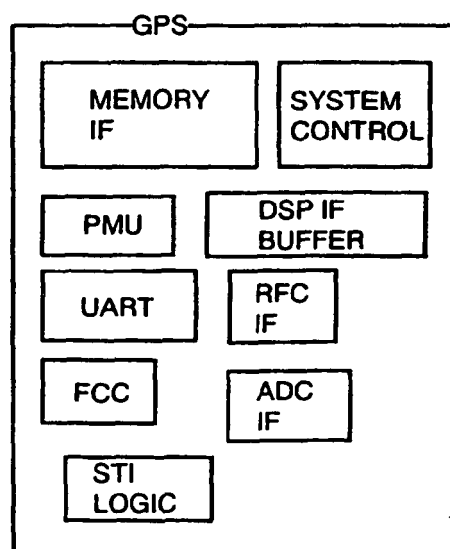 GPS
MEMORY
IF
SYSTEM
CONTROL
PMU
DSP IF
BUFFER
UART
RFC
IF
FCC
ADC
IF
STI
LOGIC